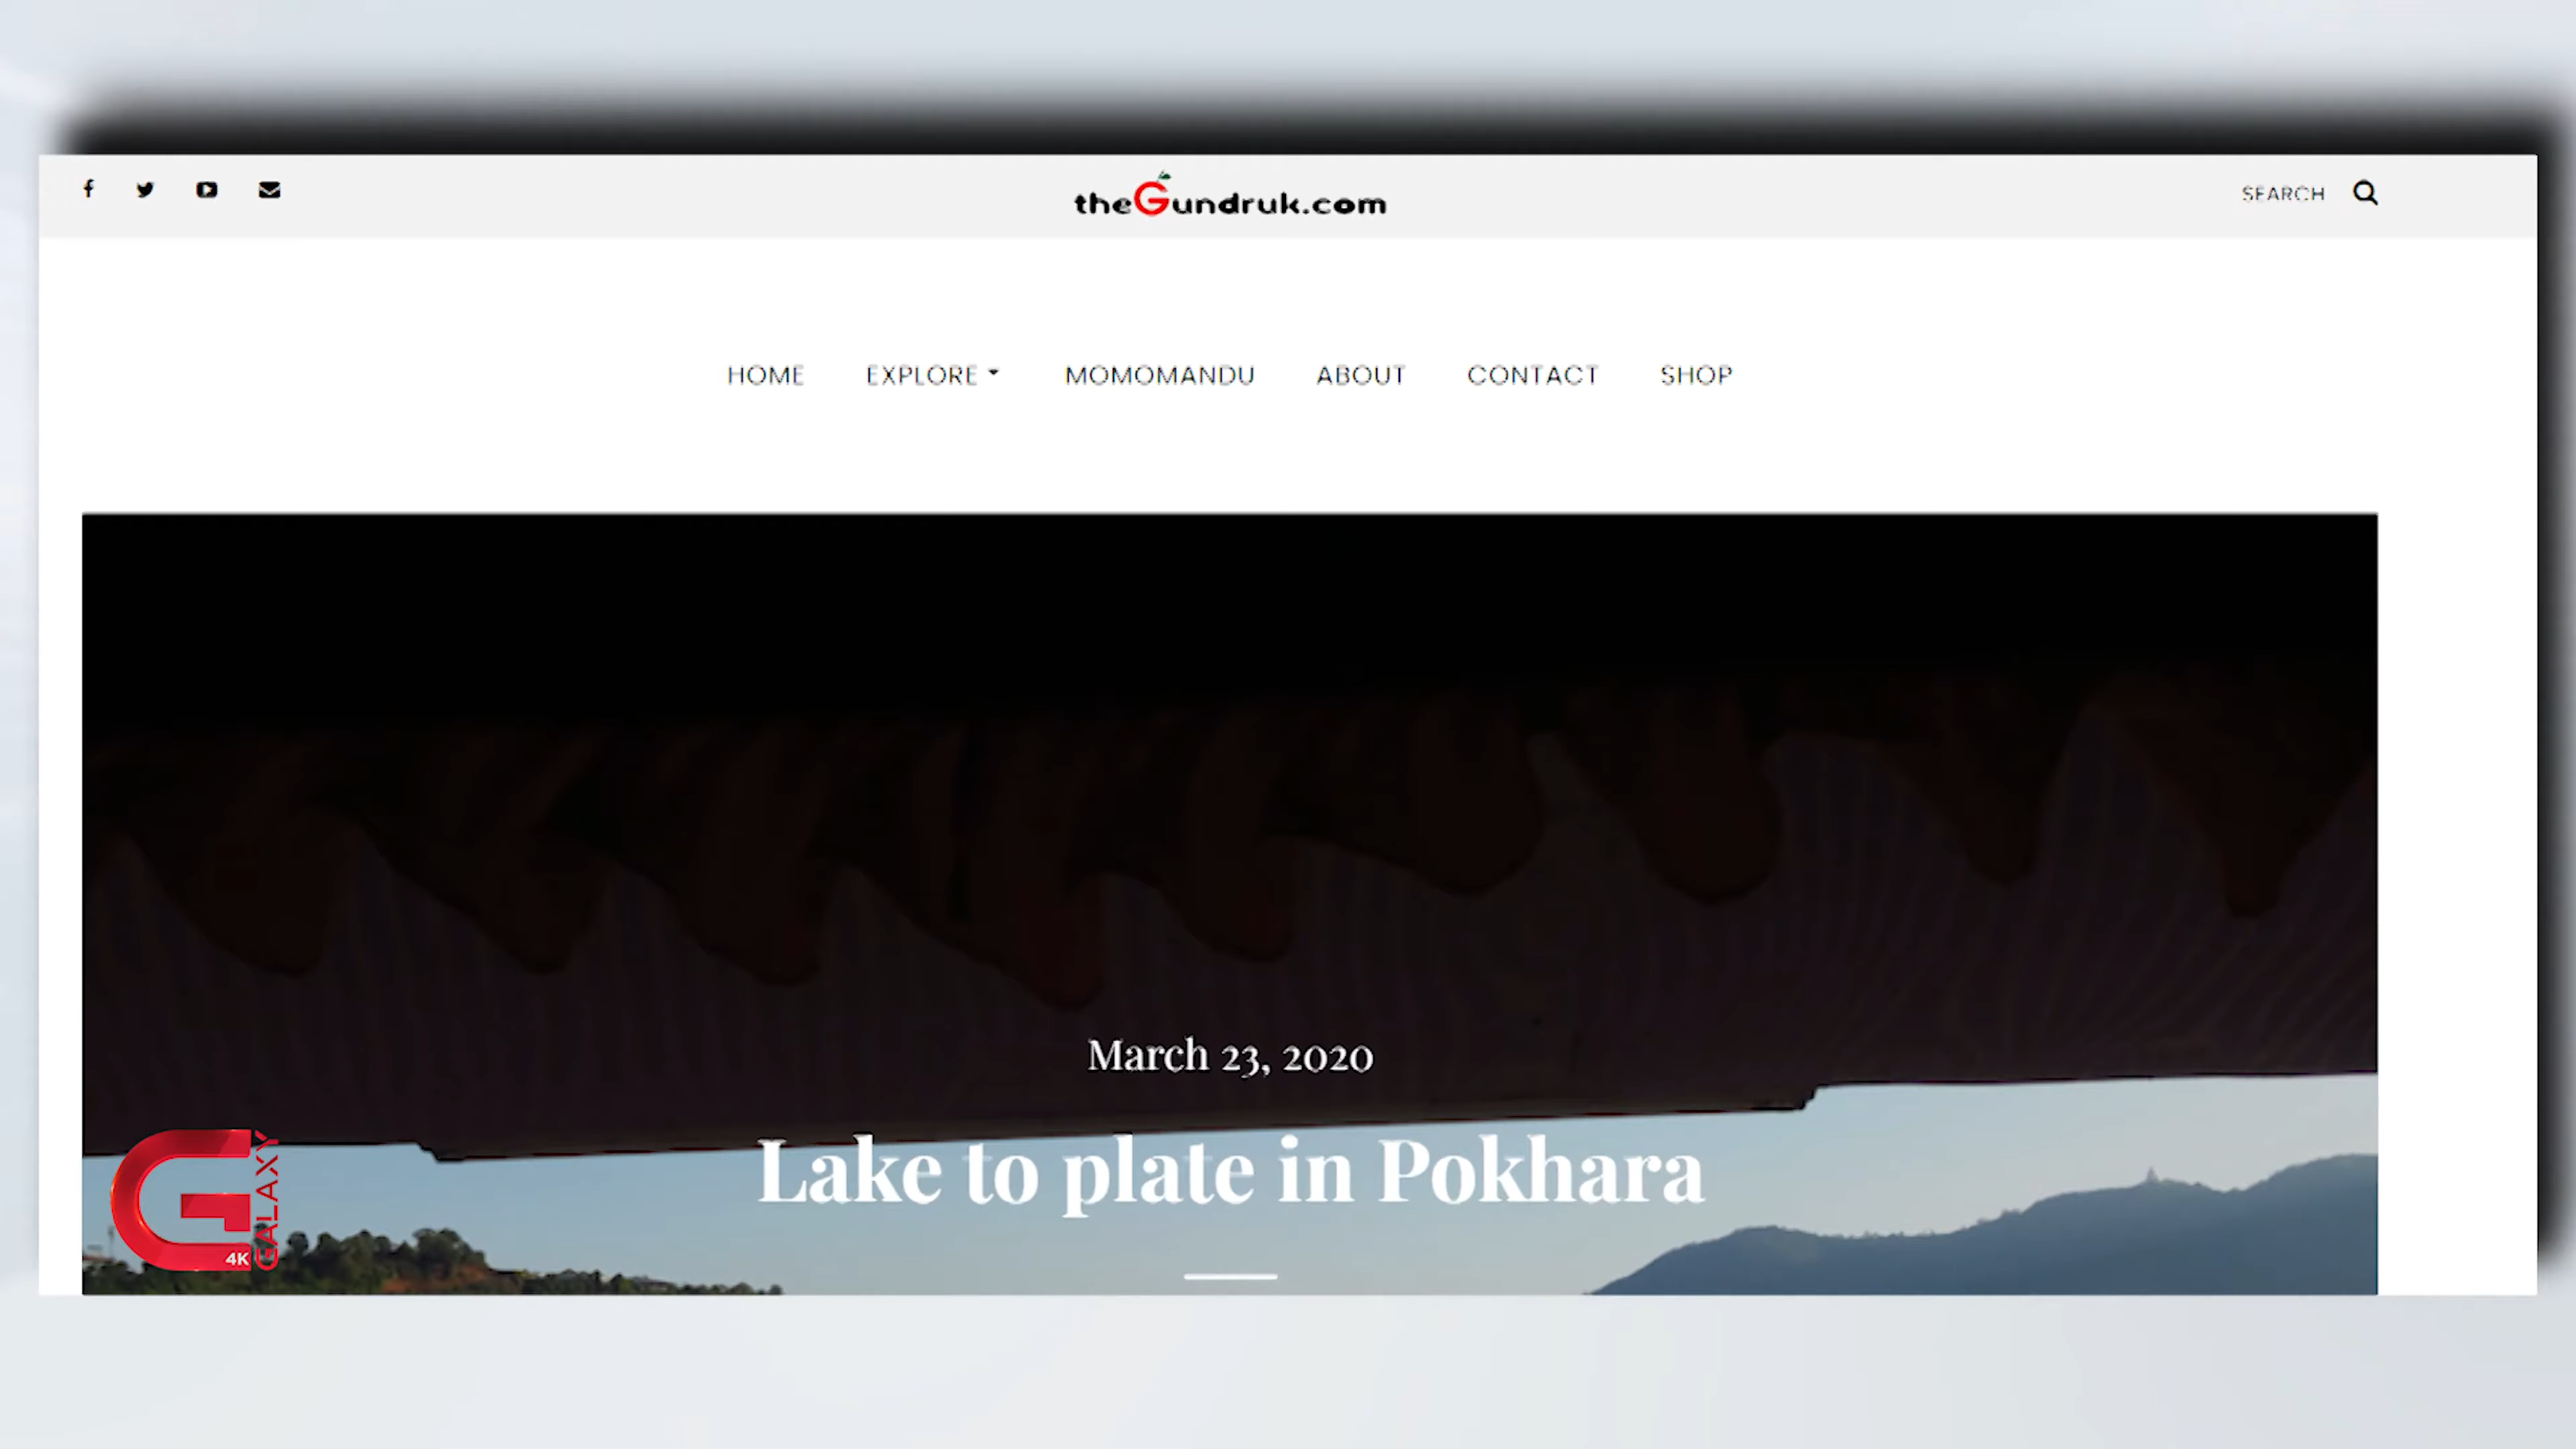 theGundruk.com
SEARCH
HOME EXPLORE MOMOMANDU ABOUT CONTACT SHOP
March 23, 2020
Lake to plate in Pokhara
GALAXY
4K